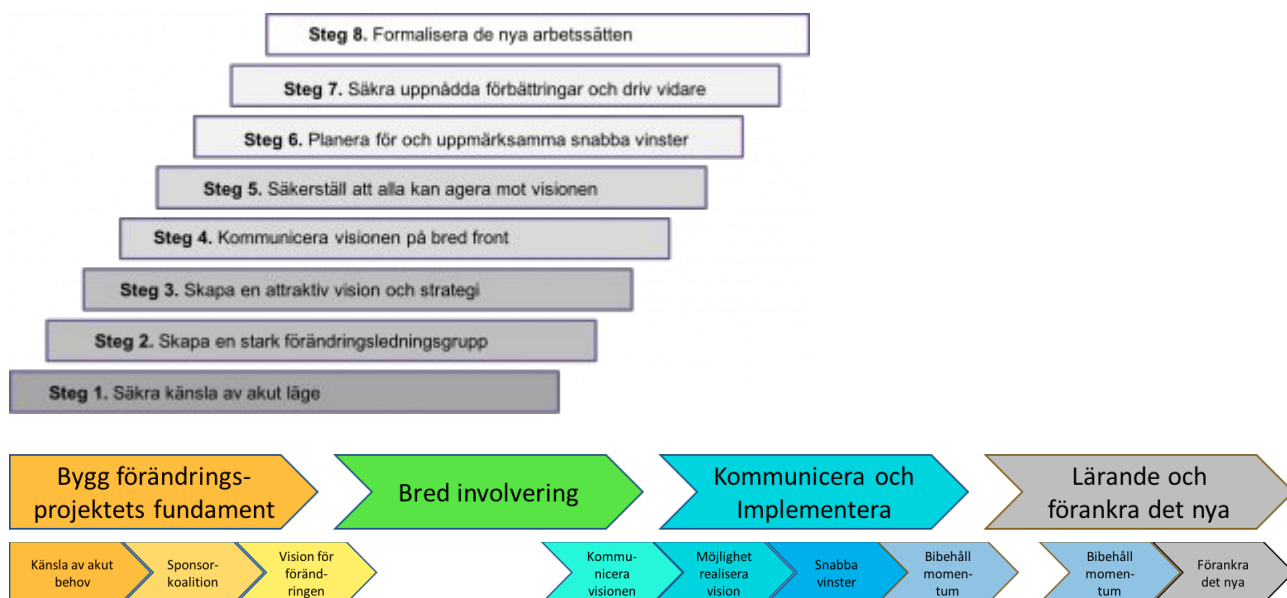 Steg 8. Formalisera de nya arbetssätten
Steg 7. Säkra uppnådda förbättringar och driv vidare
Steg 6. Planera för och uppmärksamma snabba vinster
Steg 5. Säkerställ att alla kan agera mot visionen
Steg 4. Kommunicera visionen på bred front
Steg 3. Skapa en attraktiv vision och strategi
Steg 2. Skapa en stark förändringsledningsgrupp
Steg 1. Säkra känsla av akut läge
Bygg förändrings-
projektets fundament
Bred involvering
Kommunicera och
Implementera
Lärande och
förankra det nya
Känsla av akut
behov
Sponsor-
koalition
Vision för
föränd-
ringen
Kommu-
nicera
visionen
Möjlighet
realisera
vision
Snabba
vinster
Bibehåll
momen-
tum
Bibehåll
momen-
tum
Förankra
det nya